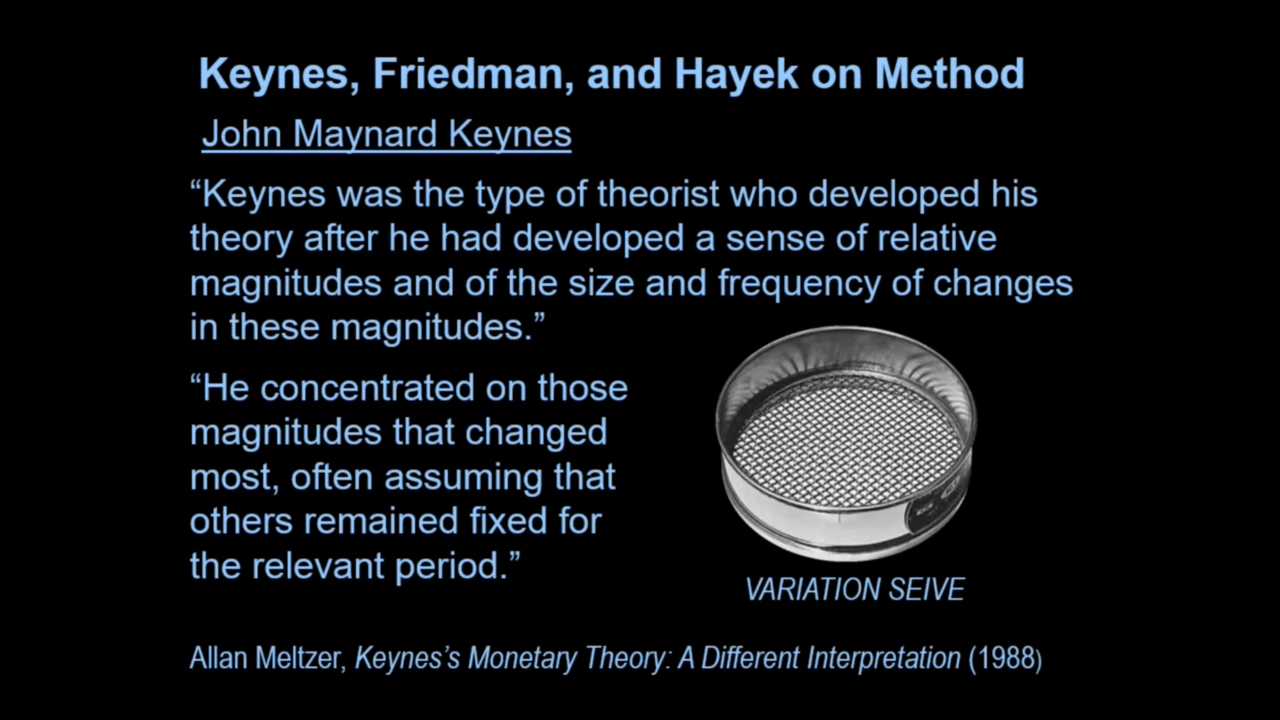 Keynes, Friedman, and Hayek on Method
John Maynard Keynes
“Keynes was the type of theorist who developed his
theory after he had developed a sense of relative
magnitudes and of the size and frequency of changes
in these magnitudes.”
“He concentrated on those
magnitudes that changed
most, often assuming that
others remained fixed for
the relevant period.”
VARIATION SEIVE
Allan Meltzer, Keynes’s Monetary Theory: A Different Interpretation (1988)